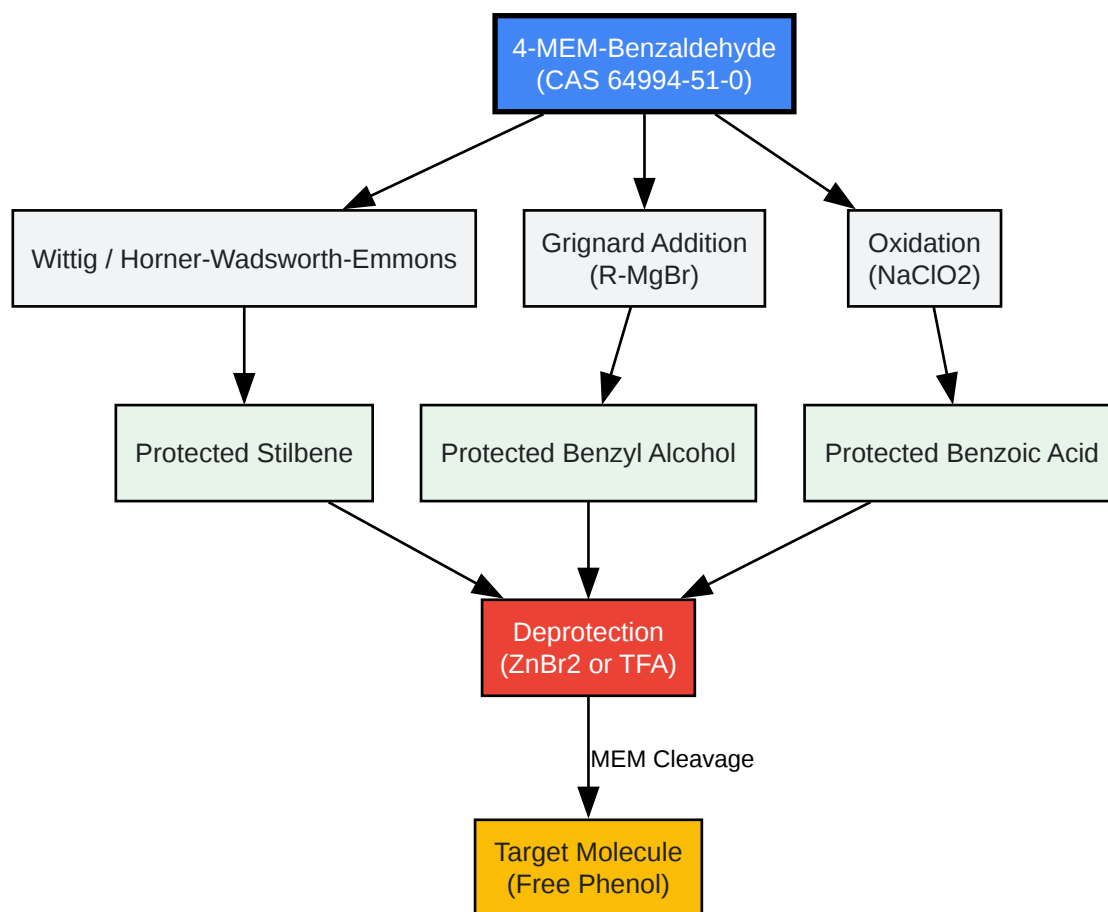 4-MEM-Benzaldehyde
(CAS 64994-51-0)
Wittig / Horner-Wadsworth-Emmons
Grignard Addition
(R-MgBr)
Oxidation
(NaClO2)
Protected Stilbene
Protected Benzyl Alcohol
Protected Benzoic Acid
Deprotection
(ZnBr2 or TFA)
MEM Cleavage
Target Molecule
(Free Phenol)